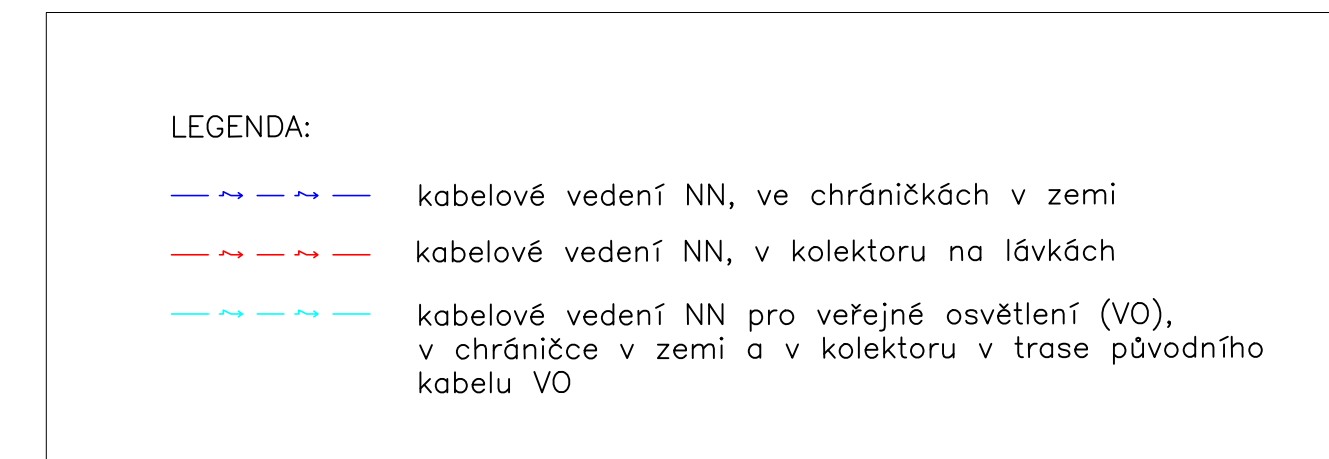 LEGENDA:
kabelové vedení NN, ve chráničkách v zemi
kabelové vedení NN, v kolektoru na lávkách
kabelové vedení NN pro veřejné osvětlení (VO),
v chráničce v zemi a v kolektoru v trase původního
kabelu VO